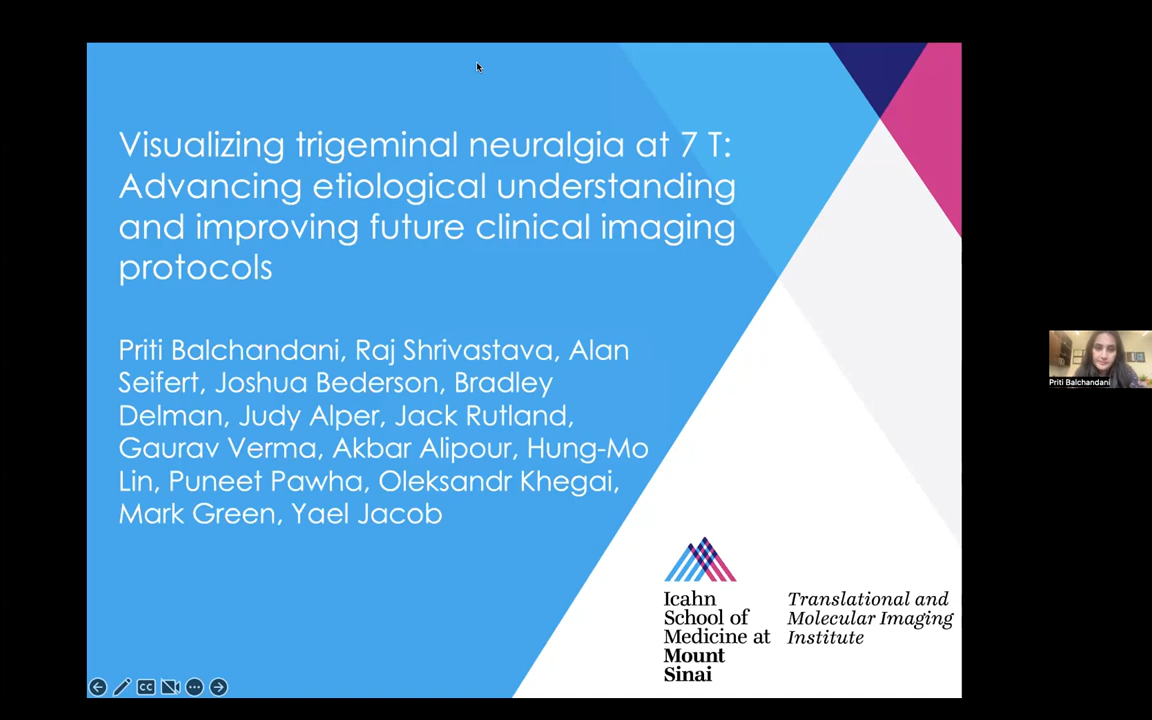 Visualizing trigeminal neuralgia at 7 T:
Advancing etiological understanding
and improving future clinical imaging
protocols
Priti Balchandani, Raj Shrivastava, Alan
Seifert, Joshua Bederson, Bradley
Delman, Judy Alper, Jack Rutland,
Gaurav Verma, Akbar Alipour, Hung-Mo
Lin, Puneet Pawha, Oleksandr Khegai,
Mark Green, Yael Jacob
Icahn
School of
Medicine at
Mount
Sinai
Translational and
Molecular Imaging
Institute
Priti Balchandani
CC